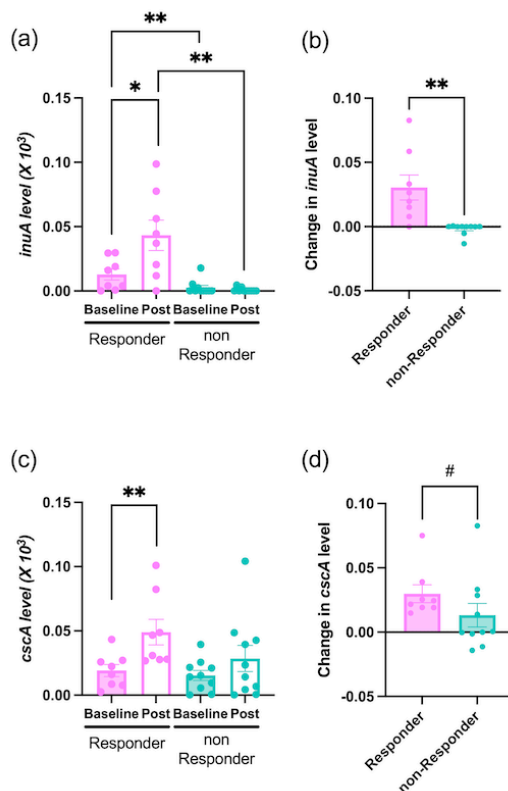 (a)
**
**
*
inuA level (X 10³)
0.15
0.10
0.05
0.00
Baseline Post Baseline Post
Responder
non
Responder
(b)
**
Change in inuA level
0.10
0.05
0.00
-0.05
Responder
non-Responder
(c)
**
cscA level (X 10³)
0.15
0.10
0.05
0.00
Baseline Post Baseline Post
Responder
non
Responder
(d)
#
Change in cscA level
0.10
0.05
0.00
-0.05
Responder
non-Responder